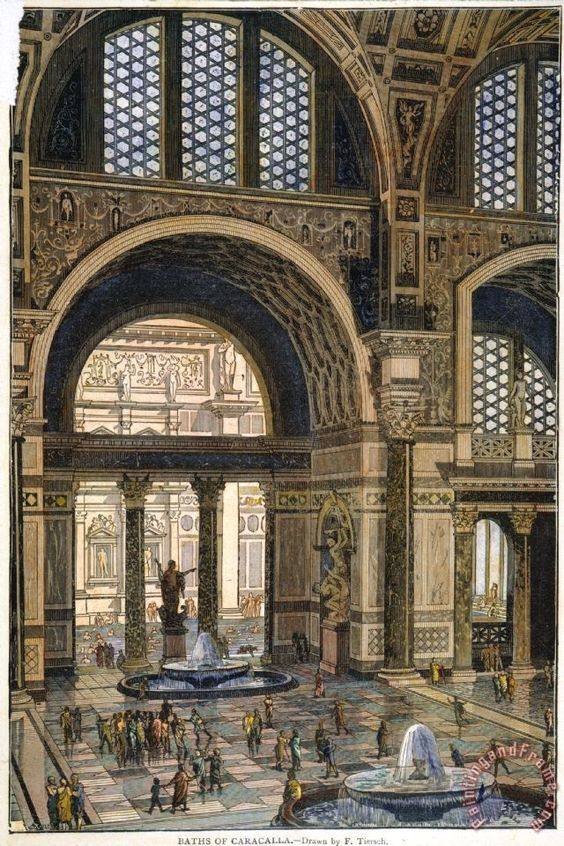 BATHS OF CARACALLA.—Drawn by F. Tiersch.
paintingandframe.com